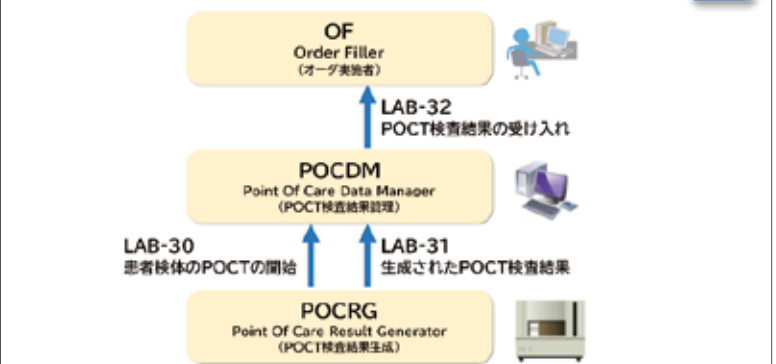 OF
Order Filler
(オーダ実施者)
LAB-32
POCT検査結果の受け入れ
POCDM
Point Of Care Data Manager
(POCT検査結果管理)
LAB-30
患者検体のPOCTの開始
LAB-31
生成されたPOCT検査結果
POCRG
Point Of Care Result Generator
(POCT検査結果生成)